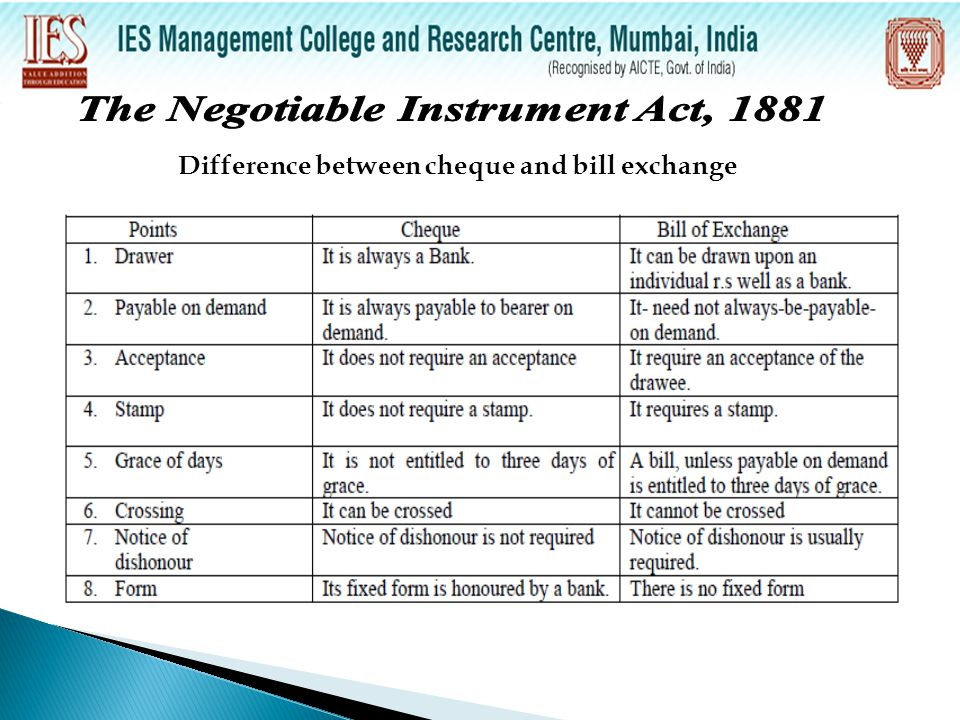 IES
VALUE ADDITION
THROUGH EDUCATION
IES Management College and Research Centre, Mumbai, India
(Recognised by AICTE, Govt. of India)
The Negotiable Instrument Act, 1881
Difference between cheque and bill exchange
Points Cheque Bill of Exchange
1. Drawer It is always a Bank. It can be drawn upon an
individual r.s well as a bank.
2. Payable on demand It is always payable to bearer on
demand. It- need not always-be-payable-
on demand.
3. Acceptance It does not require an acceptance It require an acceptance of the
drawee.
4. Stamp It does not require a stamp. It requires a stamp.
5. Grace of days It is not entitled to three days of
grace. A bill, unless payable on demand
is entitled to three days of grace.
6. Crossing It can be crossed It cannot be crossed
7. Notice of
dishonour Notice of dishonour is not required Notice of dishonour is usually
required.
8. Form Its fixed form is honoured by a bank. There is no fixed form